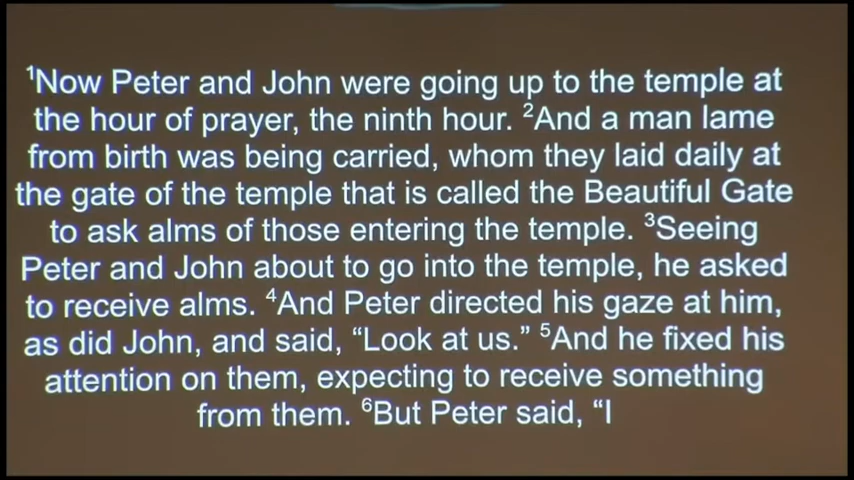 ¹Now Peter and John were going up to the temple at
the hour of prayer, the ninth hour. ²And a man lame
from birth was being carried, whom they laid daily at
the gate of the temple that is called the Beautiful Gate
to ask alms of those entering the temple. ³Seeing
Peter and John about to go into the temple, he asked
to receive alms. ⁴And Peter directed his gaze at him,
as did John, and said, “Look at us.” ⁵And he fixed his
attention on them, expecting to receive something
from them. ⁶But Peter said, “I